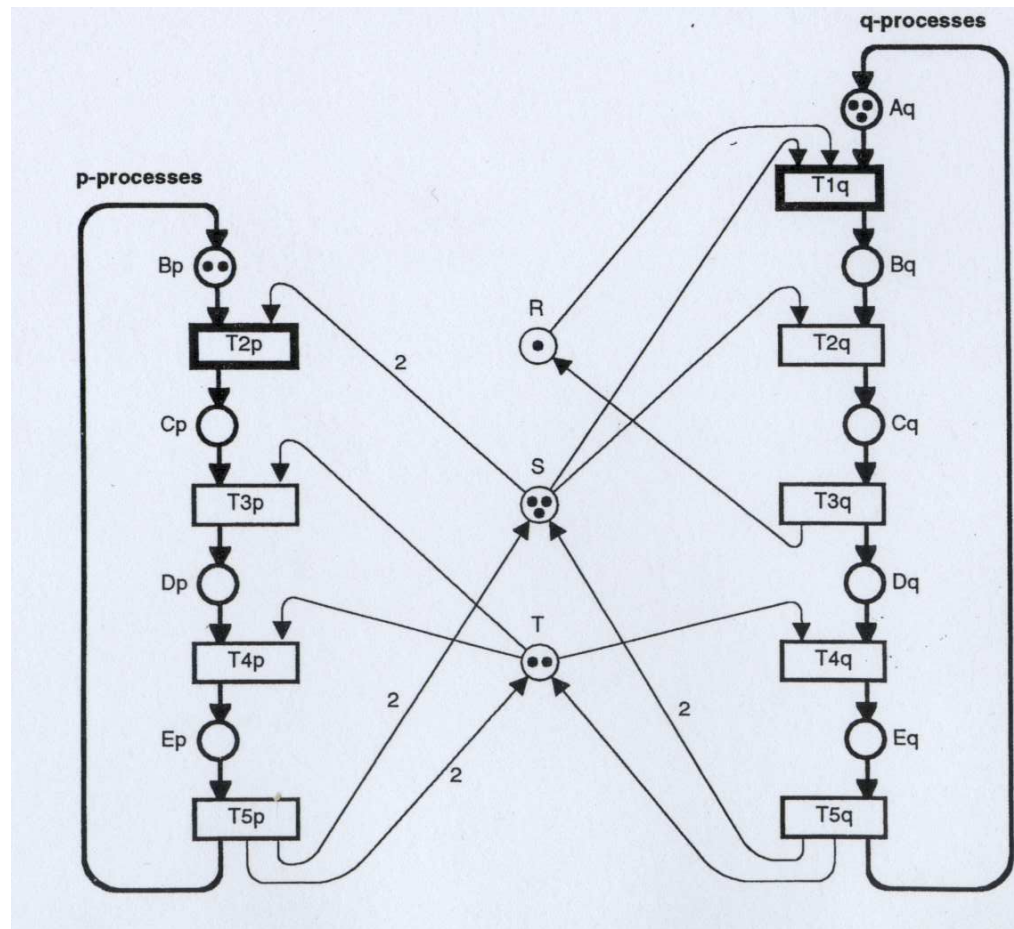 q-processes
Aq
p-processes
T1q
Bp
Bq
R
T2p
T2q
2
Cp
Cq
S
T3p
T3q
Dp
Dq
T
T4p
T4q
2
2
Ep
Eq
2
T5p
T5q